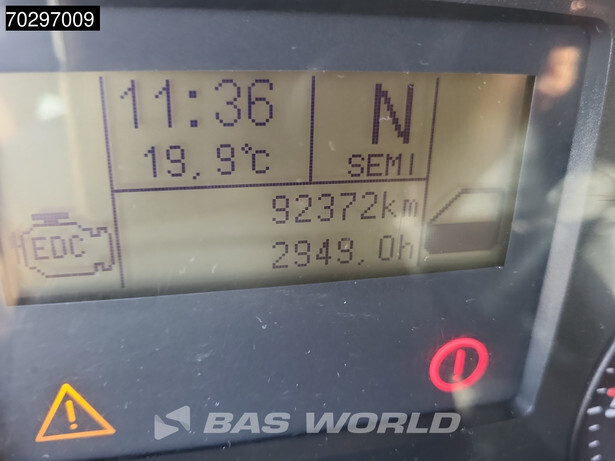 70297009
11:36
N
19,9°c
SEMI
92372km
EDC
2949,0h
BAS WORLD